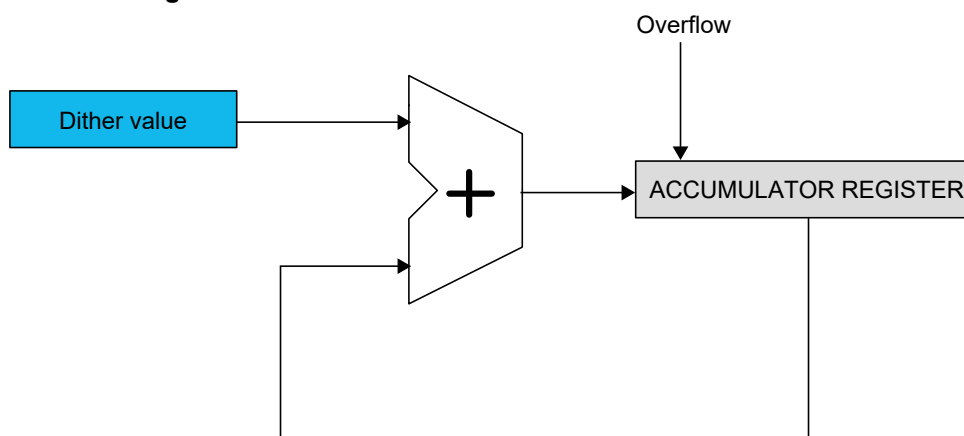 Overflow
Dither value
+
ACCUMULATOR REGISTER